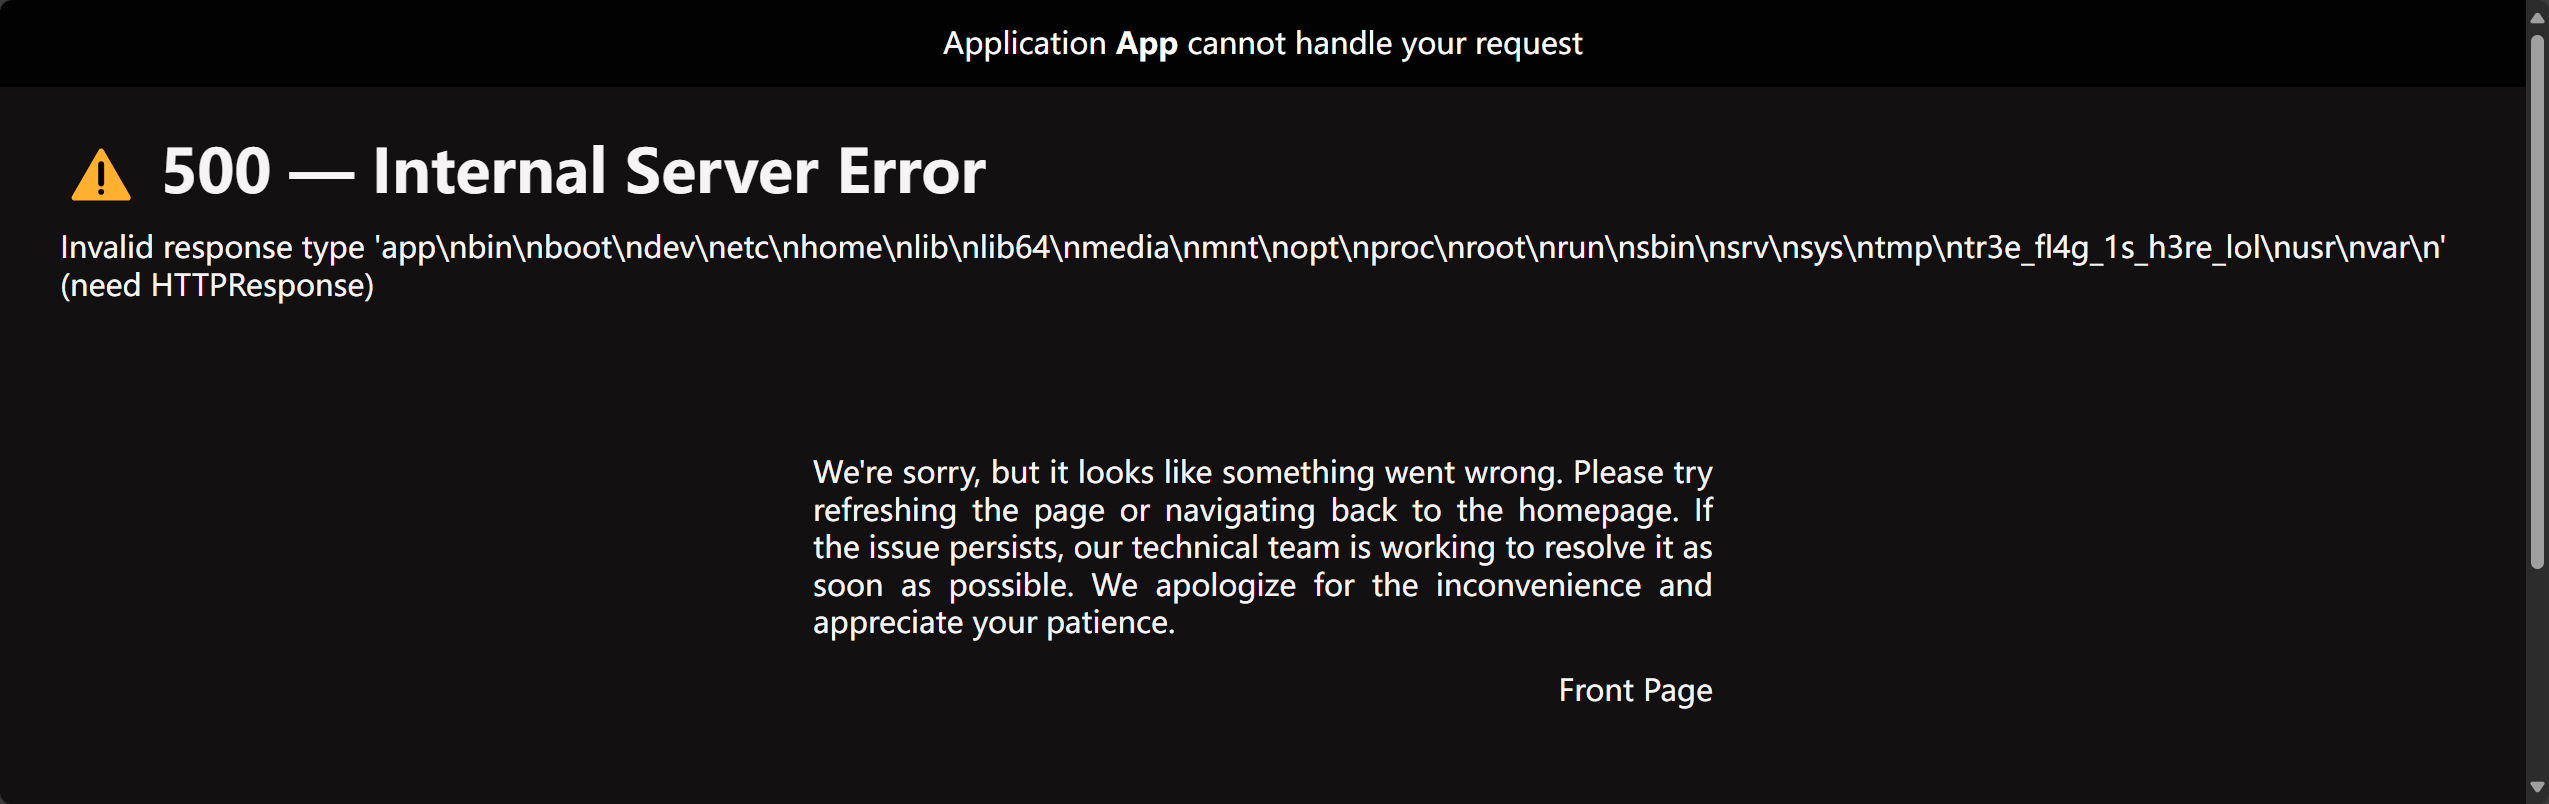 Application App cannot handle your request
⚠ 500 — Internal Server Error
Invalid response type 'app\nbin\nboot\ndev\netc\nhome\nlib\nlib64\nmedia\nmnt\nopt\nproc\nroot\nrun\nsbin\nsrv\nsys\ntmp\ntr3e_fl4g_1s_h3re_lol\nusr\nvar\n'
(need HTTPResponse)
We're sorry, but it looks like something went wrong. Please try
refreshing the page or navigating back to the homepage. If
the issue persists, our technical team is working to resolve it as
soon as possible. We apologize for the inconvenience and
appreciate your patience.
Front Page